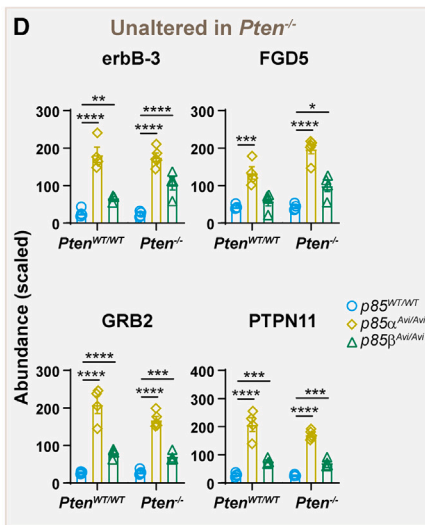 D
Unaltered in Pten-/-
erbB-3
FGD5
Abundance (scaled)
300
200
100
0
**
****
****
****
PtenWT/WT
Pten-/-
300
200
100
0
***
*
****
PtenWT/WT
Pten-/-
GRB2
PTPN11
300
200
100
0
****
****
***
****
PtenWT/WT
Pten-/-
400
300
200
100
0
***
****
***
****
PtenWT/WT
Pten-/-
p85WT/WT
p85αAvi/Avi
p85βAvi/Avi